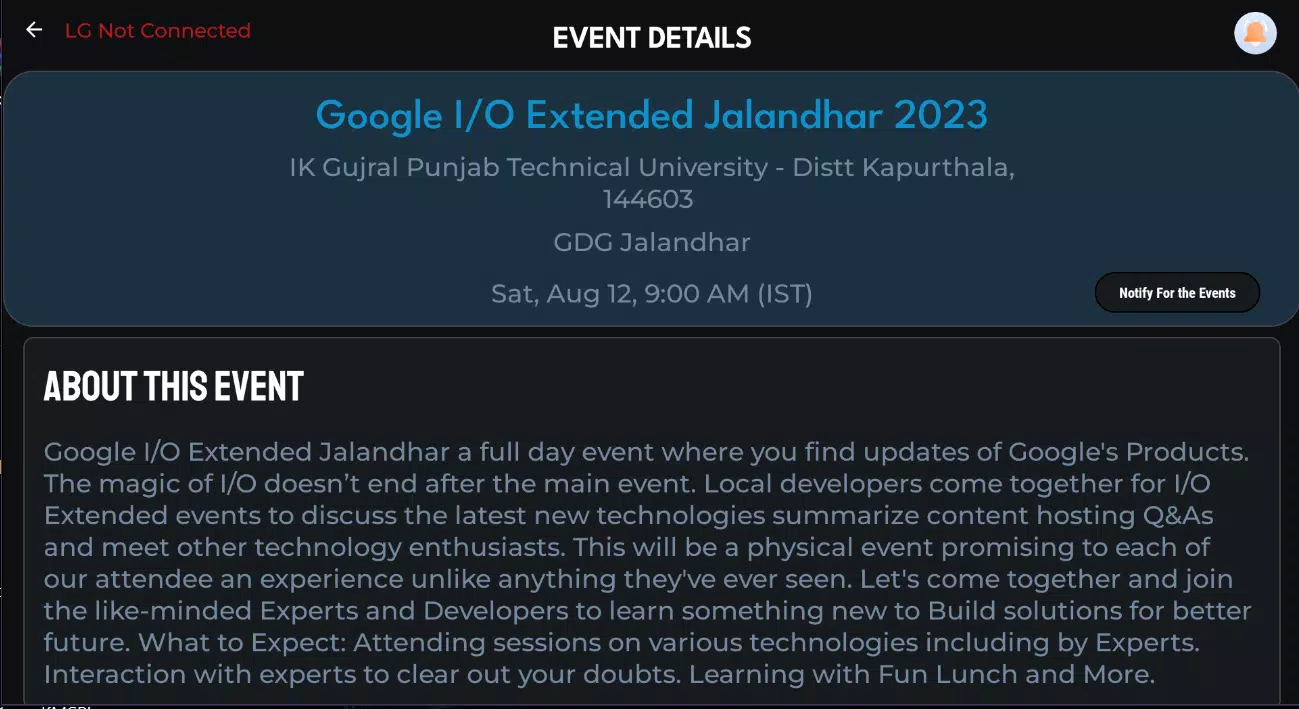 LG Not Connected
EVENT DETAILS
Google I/O Extended Jalandhar 2023
IK Gujral Punjab Technical University - Distt Kapurthala,
144603
GDG Jalandhar
Sat, Aug 12, 9:00 AM (IST)
Notify For the Events
ABOUT THIS EVENT
Google I/O Extended Jalandhar a full day event where you find updates of Google's Products.
The magic of I/O doesn’t end after the main event. Local developers come together for I/O
Extended events to discuss the latest new technologies summarize content hosting Q&As
and meet other technology enthusiasts. This will be a physical event promising to each of
our attendee an experience unlike anything they've ever seen. Let's come together and join
the like-minded Experts and Developers to learn something new to Build solutions for better
future. What to Expect: Attending sessions on various technologies including by Experts.
Interaction with experts to clear out your doubts. Learning with Fun Lunch and More.